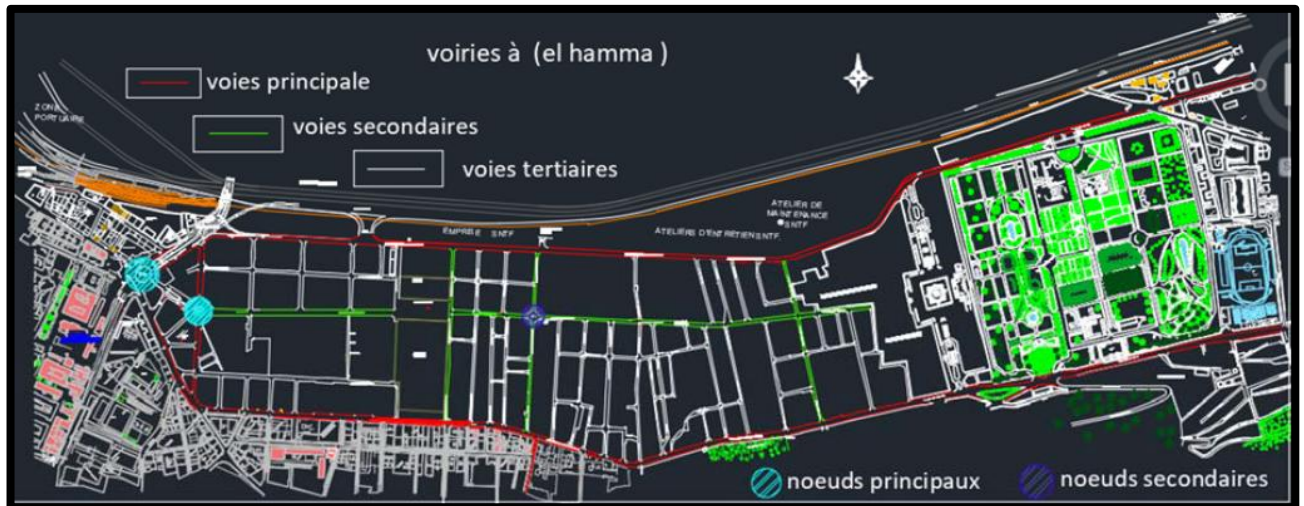 voiries à (el hamma )
voies principale
ZONE
PORTUAIRE
voies secondaires
voies tertiaires
ATELIER DE
MAINTENANCE
SNTF
EMPRISE SNTF
ATELIERS D'ENTRÉTIEN SNTF.
noeuds principaux
noeuds secondaires